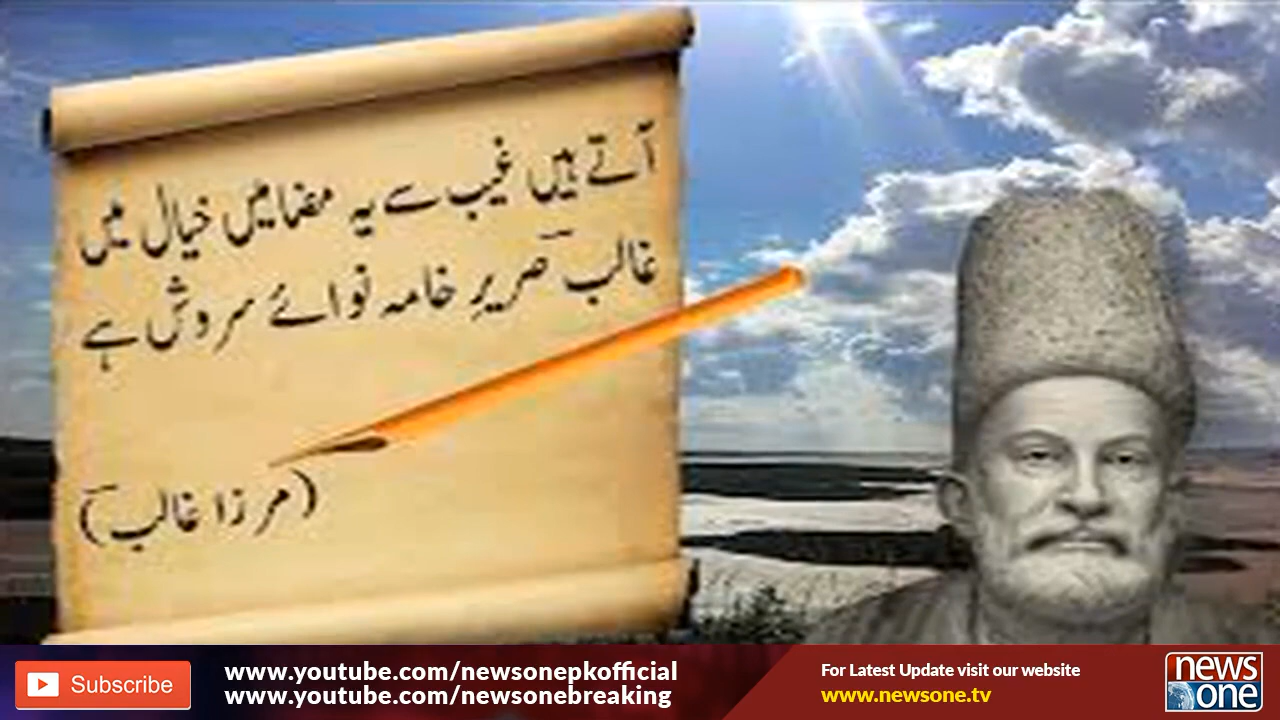 آتے ہیں غیب سے یہ مضامیں خیال میں
غالبؔ صریرِ خامہ نوائے سروش ہے
(مرزا غالبؔ)
Subscribe
www.youtube.com/newsonepkofficial
www.youtube.com/newsonebreaking
For Latest Update visit our website
www.newsone.tv
news
one